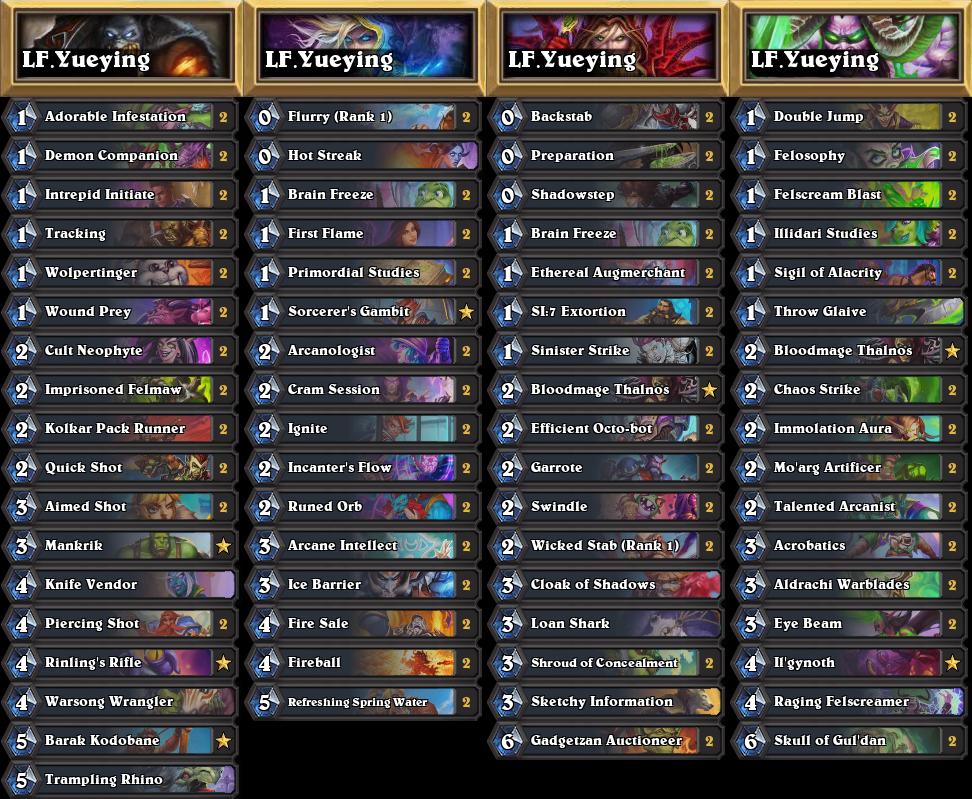 LF.Yueying
1 Adorable Infestation 2
1 Demon Companion 2
1 Intrepid Initiate 2
1 Tracking 2
1 Wolpertinger 2
1 Wound Prey 2
2 Cult Neophyte 2
2 Imprisoned Felmaw 2
2 Kolkar Pack Runner 2
2 Quick Shot 2
3 Aimed Shot 2
3 Mankrik
4 Knife Vendor
4 Piercing Shot 2
4 Rinling's Rifle
4 Warsong Wrangler
5 Barak Kodobane
5 Trampling Rhino
LF.Yueying
0 Flurry (Rank 1) 2
0 Hot Streak
1 Brain Freeze 2
1 First Flame 2
1 Primordial Studies 2
1 Sorcerer's Gambit
2 Arcanologist 2
2 Cram Session 2
2 Ignite 2
2 Incanter's Flow 2
2 Runed Orb 2
3 Arcane Intellect 2
3 Ice Barrier 2
4 Fire Sale 2
4 Fireball 2
5 Refreshing Spring Water 2
LF.Yueying
0 Backstab 2
0 Preparation 2
0 Shadowstep 2
1 Brain Freeze 2
1 Ethereal Augmerchant 2
1 SI:7 Extortion 2
1 Sinister Strike 2
2 Bloodmage Thalnos
2 Efficient Octo-bot 2
2 Garrote 2
2 Swindle 2
2 Wicked Stab (Rank 1) 2
3 Cloak of Shadows
3 Loan Shark
3 Shroud of Concealment 2
3 Sketchy Information
6 Gadgetzan Auctioneer 2
LF.Yueying
1 Double Jump 2
1 Felosophy 2
1 Felscream Blast 2
1 Illidari Studies 2
1 Sigil of Alacrity 2
1 Throw Glaive
2 Bloodmage Thalnos
2 Chaos Strike 2
2 Immolation Aura 2
2 Mo'arg Artificer 2
2 Talented Arcanist 2
3 Acrobatics 2
3 Aldrachi Warblades 2
3 Eye Beam 2
4 Il'gynoth
4 Raging Felscreamer
6 Skull of Gul'dan 2